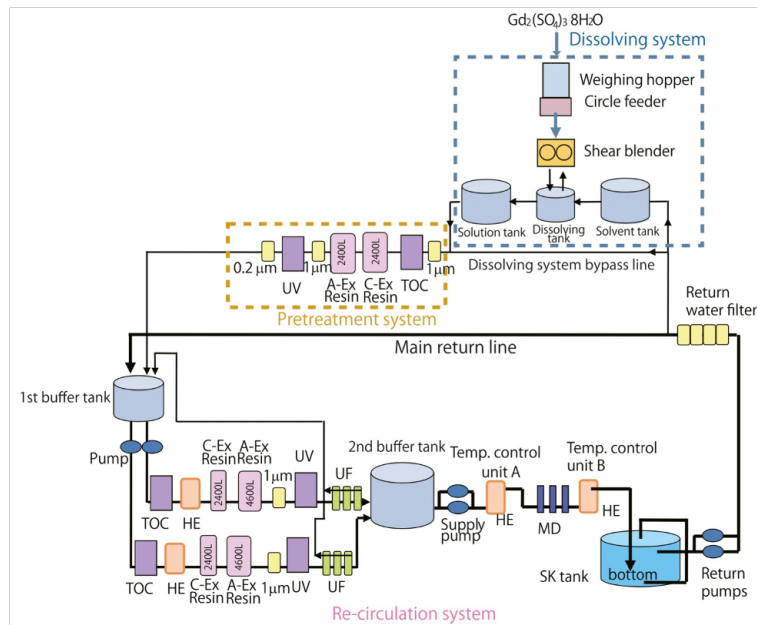 Gd₂(SO₄)₃ 8H₂O
Dissolving system
Weighing hopper
Circle feeder
Shear blender
Solution tank
Dissolving
tank
Solvent tank
Dissolving system bypass line
0.2 μm
UV
1μm
2400L
A-Ex
Resin
2400L
C-Ex
Resin
TOC
1μm
Pretreatment system
Return
water filter
Main return line
1st buffer tank
Pump
TOC
HE
C-Ex
Resin
2400L
A-Ex
Resin
4600L
1μm
UV
UF
2nd buffer tank
Temp. control
unit A
HE
Supply
pump
MD
Temp. control
unit B
HE
TOC
HE
2400L
C-Ex
Resin
4600L
A-Ex
Resin
1μm
UV
UF
SK tank
bottom
Return
pumps
Re-circulation system